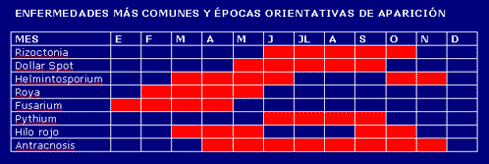 ENFERMEDADES MÁS COMUNES Y ÉPOCAS ORIENTATIVAS DE APARICIÓN
MES E F M A M J JL A S O N D
Rizoctonia
Dollar Spot
Helmintosporium
Roya
Fusarium
Pythium
Hilo rojo
Antracnosis